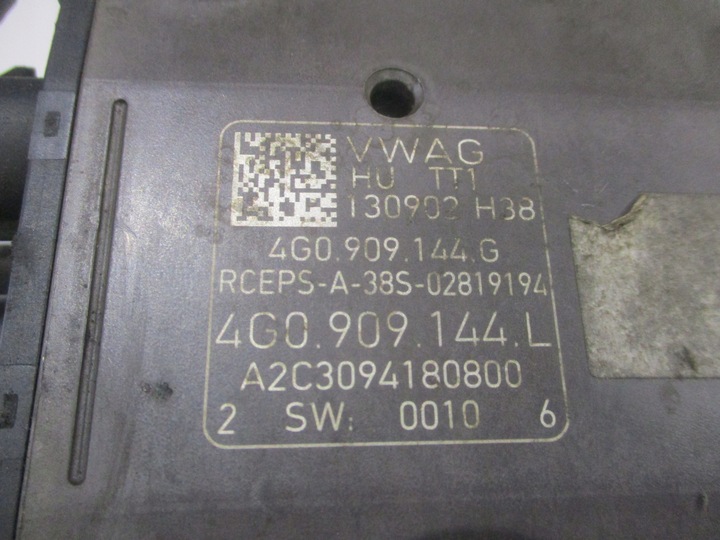 VWAG
HU TT1
130902 H38
4G0.909.144.G
RCEPS-A-38S-02819194
4G0.909.144.L
A2C3094180800
2 SW: 0010 6